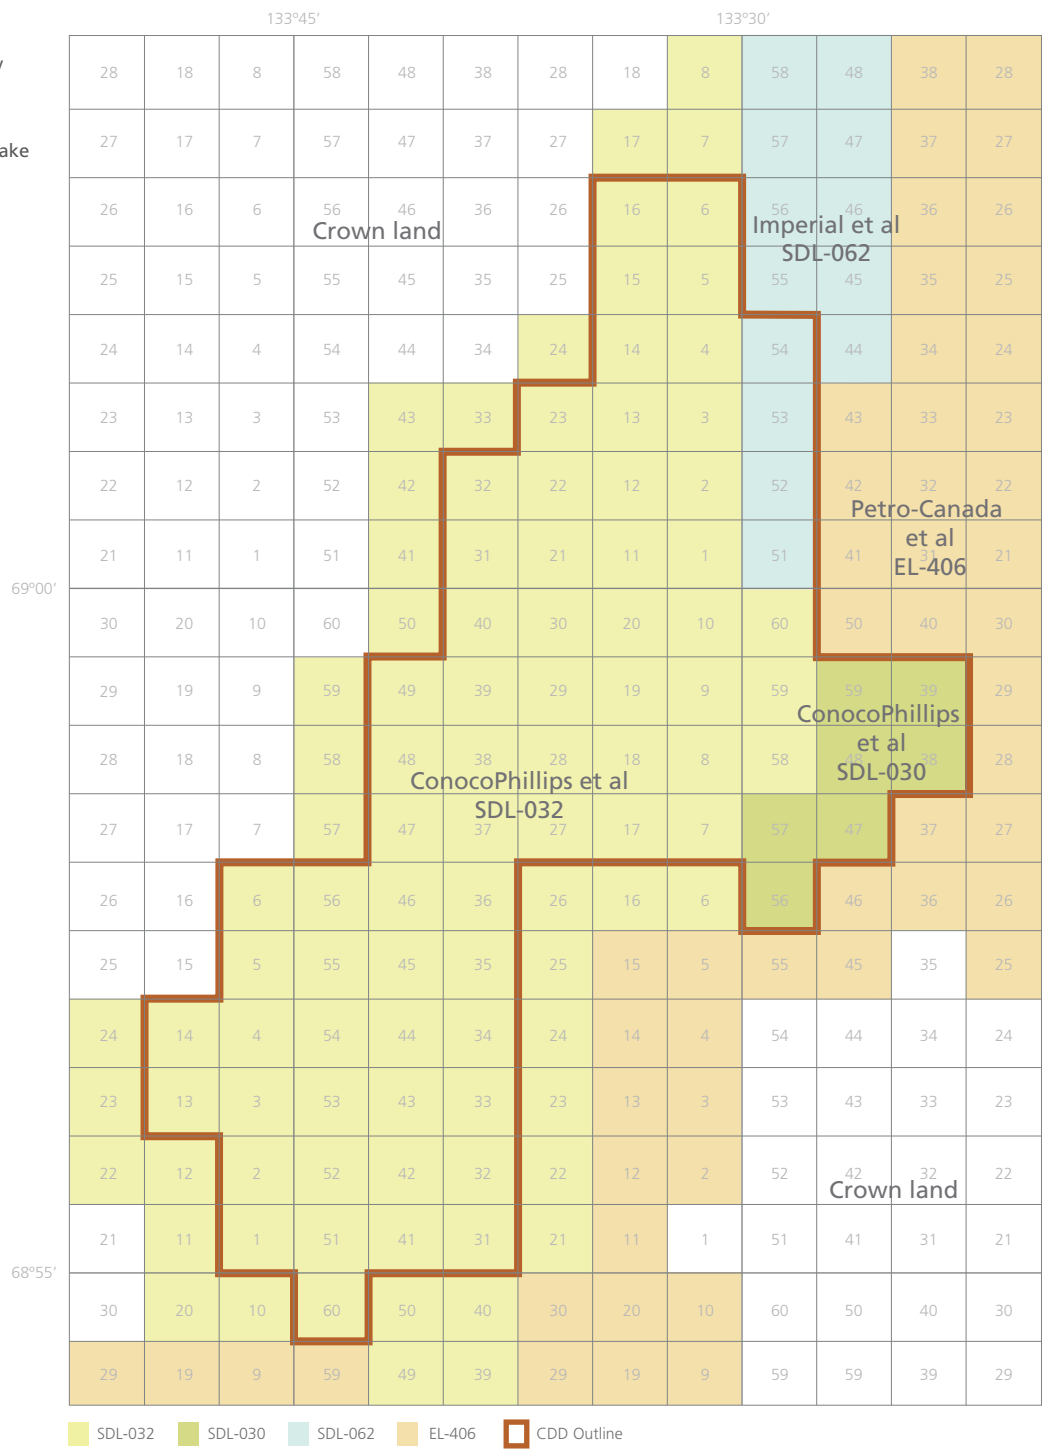 133°45’ 133°30’
28 18 8 58 48 38 28 18 8 58 48 38 28
27 17 7 57 47 37 27 17 7 57 47 37 27
ake
26 16 6 56 46 36 26 16 6 56 46 36 26
Crown land
Imperial et al
SDL-062
25 15 5 55 45 35 25 15 5 55 45 35 25
24 14 4 54 44 34 24 14 4 54 44 34 24
23 13 3 53 43 33 23 13 3 53 43 33 23
22 12 2 52 42 32 22 12 2 52 42 32 22
Petro-Canada
et al
EL-406
21 11 1 51 41 31 21 11 1 51 41 31 21
69°00’
30 20 10 60 50 40 30 20 10 60 50 40 30
29 19 9 59 49 39 29 19 9 59 59 39 29
ConocoPhillips
et al
SDL-030
28 18 8 58 48 38 28 18 8 58 48 38 28
ConocoPhillips et al
SDL-032
27 17 7 57 47 37 27 17 7 57 47 37 27
26 16 6 56 46 36 26 16 6 56 46 36 26
25 15 5 55 45 35 25 15 5 55 45 35 25
24 14 4 54 44 34 24 14 4 54 44 34 24
23 13 3 53 43 33 23 13 3 53 43 33 23
22 12 2 52 42 32 22 12 2 52 42 32 22
Crown land
21 11 1 51 41 31 21 11 1 51 41 31 21
68°55’
30 20 10 60 50 40 30 20 10 60 50 40 30
29 19 9 59 49 39 29 19 9 59 59 39 29
SDL-032 SDL-030 SDL-062 EL-406 CDD Outline